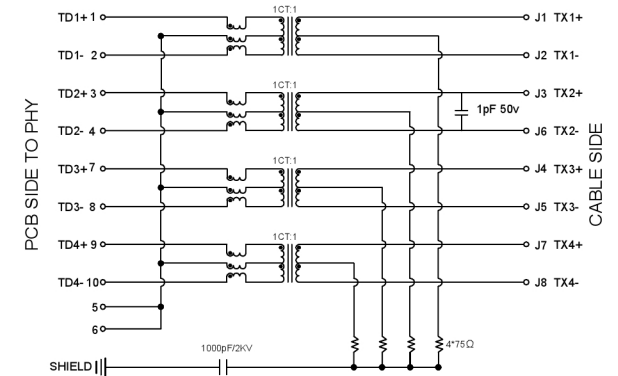 1CT:1
TD1+ 1
J1 TX1+
TD1- 2
J2 TX1-
1CT:1
TD2+ 3
J3 TX2+
1pF 50v
TD2- 4
J6 TX2-
PCB SIDE TO PHY
CABLE SIDE
1CT:1
TD3+7
J4 TX3+
TD3- 8
J5 TX3-
1CT:1
TD4+ 9
J7 TX4+
TD4- 10
J8 TX4-
5
6
4*75Ω
1000pF/2KV
SHIELD